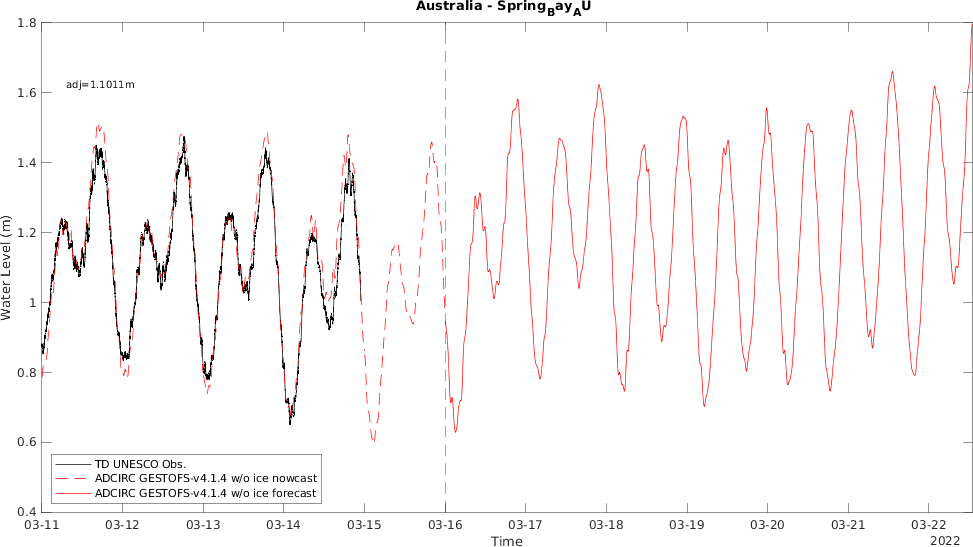 Australia - Spring_Bay_AU
1.8
1.6
1.4
1.2
1
0.8
0.6
0.4
Water Level (m)
adj=1.1011m
TD UNESCO Obs.
ADCIRC GESTOFS-v4.1.4 w/o ice nowcast
ADCIRC GESTOFS-v4.1.4 w/o ice forecast
03-11 03-12 03-13 03-14 03-15 03-16 03-17 03-18 03-19 03-20 03-21 03-22
Time
2022